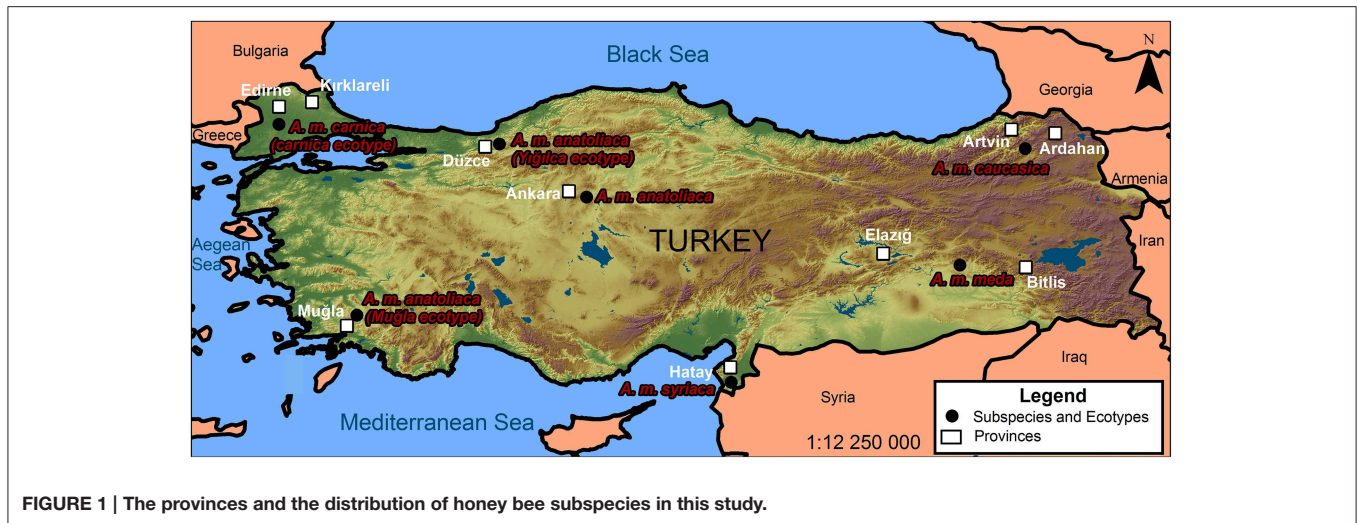 Bulgaria
Black Sea
N
Georgia
Edirne
Kırklareli
Greece
A. m. carnica
(carnica ecotype)
Düzce
A. m. anatoliaca
(Yığılca ecotype)
Artvin
Ardahan
A. m. caucasica
Armenia
Ankara
A. m. anatoliaca
TURKEY
Elazığ
Iran
Aegean
Sea
A. m. meda
Bitlis
Muğla
A. m. anatoliaca
(Muğla ecotype)
Hatay
A. m. syriaca
Iraq
Syria
Mediterranean Sea
1:12 250 000
Legend
Subspecies and Ecotypes
Provinces
FIGURE 1 | The provinces and the distribution of honey bee subspecies in this study.